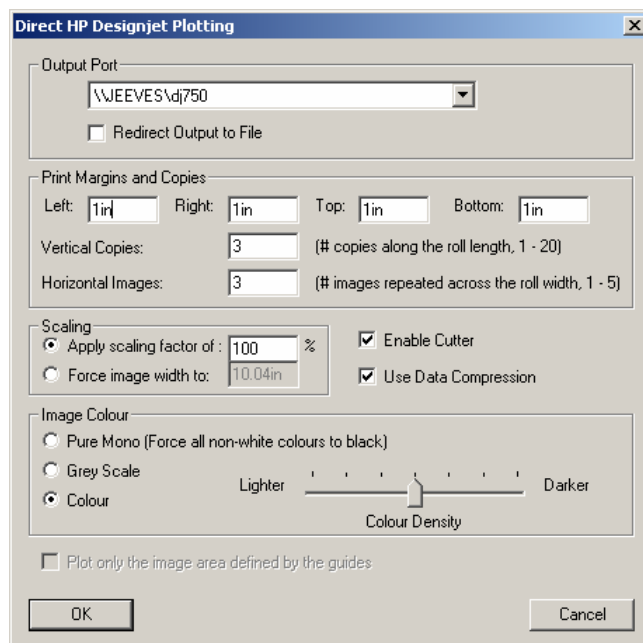 Direct HP Designjet Plotting
Output Port
\\JEEVES\dj750
Redirect Output to File
Print Margins and Copies
Left: 1in Right: 1in Top: 1in Bottom: 1in
Vertical Copies: 3 (# copies along the roll length, 1 - 20)
Horizontal Images: 3 (# images repeated across the roll width, 1 - 5)
Scaling
Apply scaling factor of : 100 % Enable Cutter
Force image width to: 10.04in Use Data Compression
Image Colour
Pure Mono (Force all non-white colours to black)
Grey Scale
Lighter Darker
Colour
Colour Density
Plot only the image area defined by the guides
OK Cancel